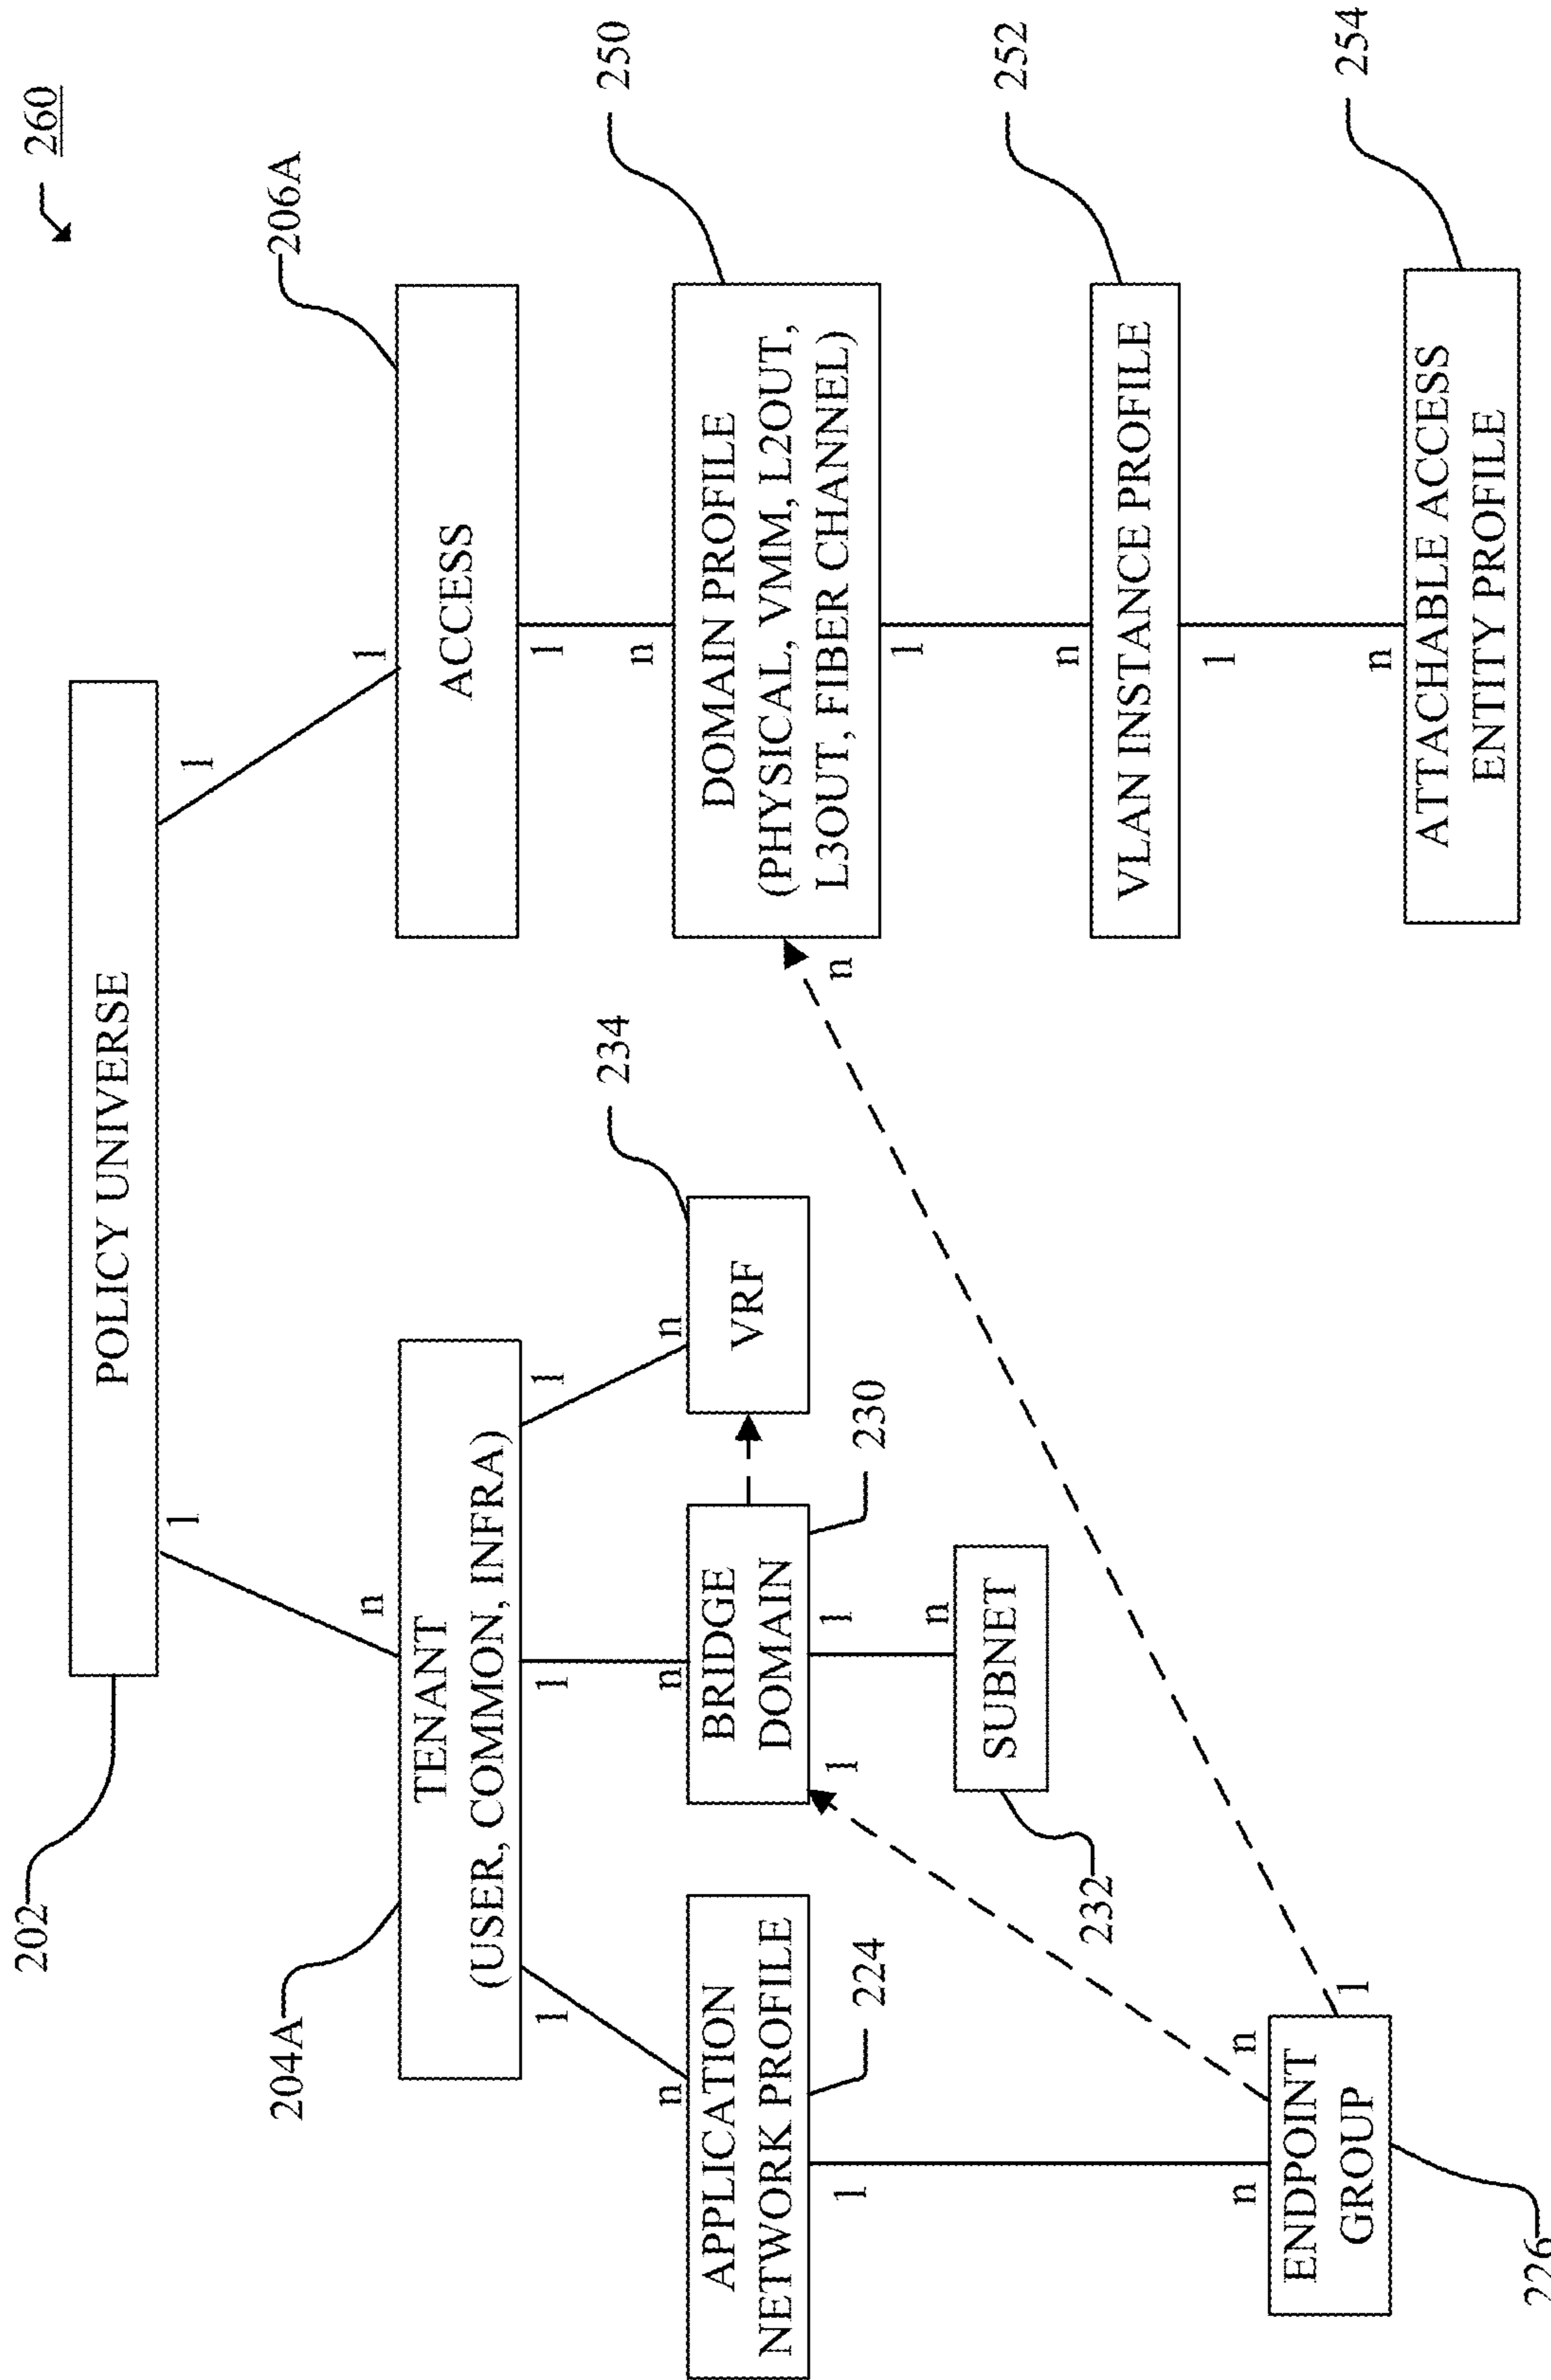 260
202
POLICY UNIVERSE
1
1
n
1
204A
TENANT
(USER, COMMON, INFRA)
206A
ACCESS
1
1
1
1
n
n
n
n
APPLICATION
NETWORK PROFILE
224
BRIDGE
DOMAIN
230
VRF
234
DOMAIN PROFILE
(PHYSICAL, VMM, L2OUT,
L3OUT, FIBER CHANNEL)
250
1
1
1
n
1
n
n
SUBNET
232
VLAN INSTANCE PROFILE
252
1
n
n
1
n
ENDPOINT
GROUP
226
ATTACHABLE ACCESS
ENTITY PROFILE
254